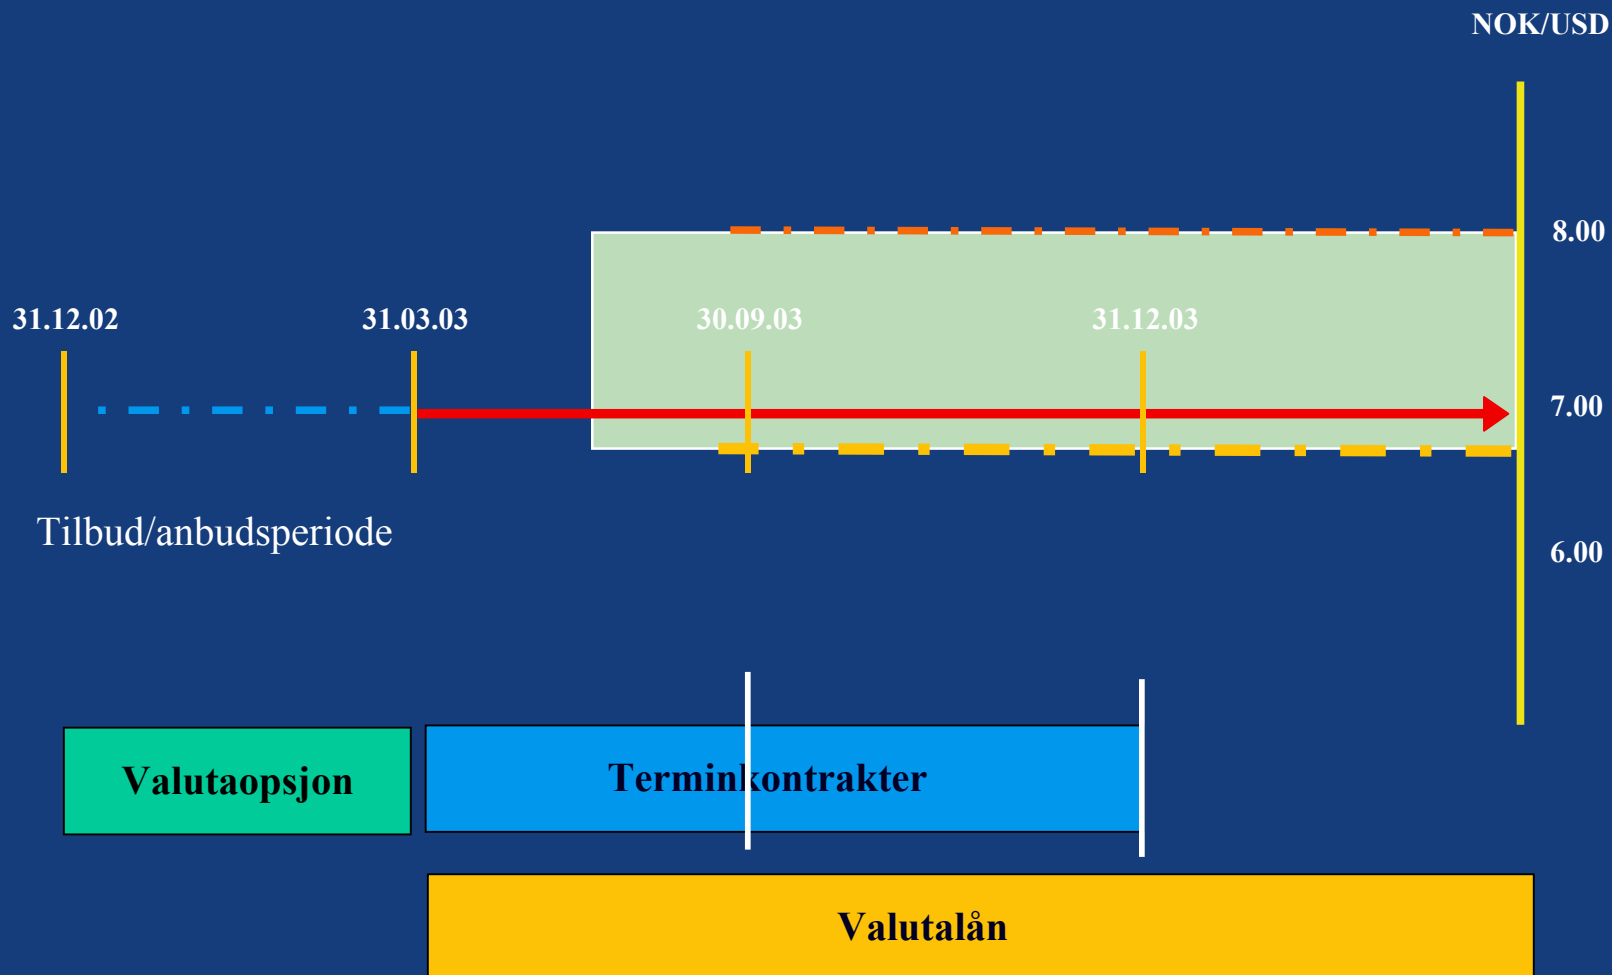 NOK/USD
8.00
31.12.02 31.03.03 30.09.03 31.12.03
7.00
Tilbud/anbudsperiode
6.00
Valutaopsjon Terminkontrakter
Valutalån